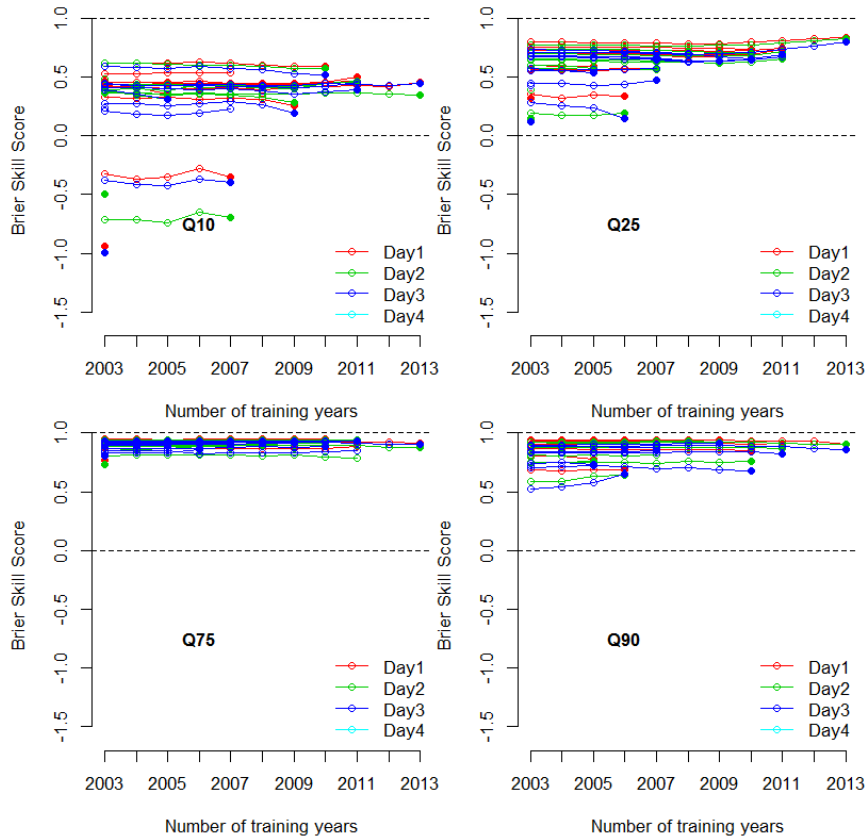 Brier Skill Score
1.0
0.5
0.0
-0.5
-1.0
-1.5
Q10
Day1
Day2
Day3
Day4
2003 2005 2007 2009 2011 2013
Number of training years
Brier Skill Score
1.0
0.5
0.0
-0.5
-1.0
-1.5
Q25
Day1
Day2
Day3
Day4
2003 2005 2007 2009 2011 2013
Number of training years
Brier Skill Score
1.0
0.5
0.0
-0.5
-1.0
-1.5
Q75
Day1
Day2
Day3
Day4
2003 2005 2007 2009 2011 2013
Number of training years
Brier Skill Score
1.0
0.5
0.0
-0.5
-1.0
-1.5
Q90
Day1
Day2
Day3
Day4
2003 2005 2007 2009 2011 2013
Number of training years